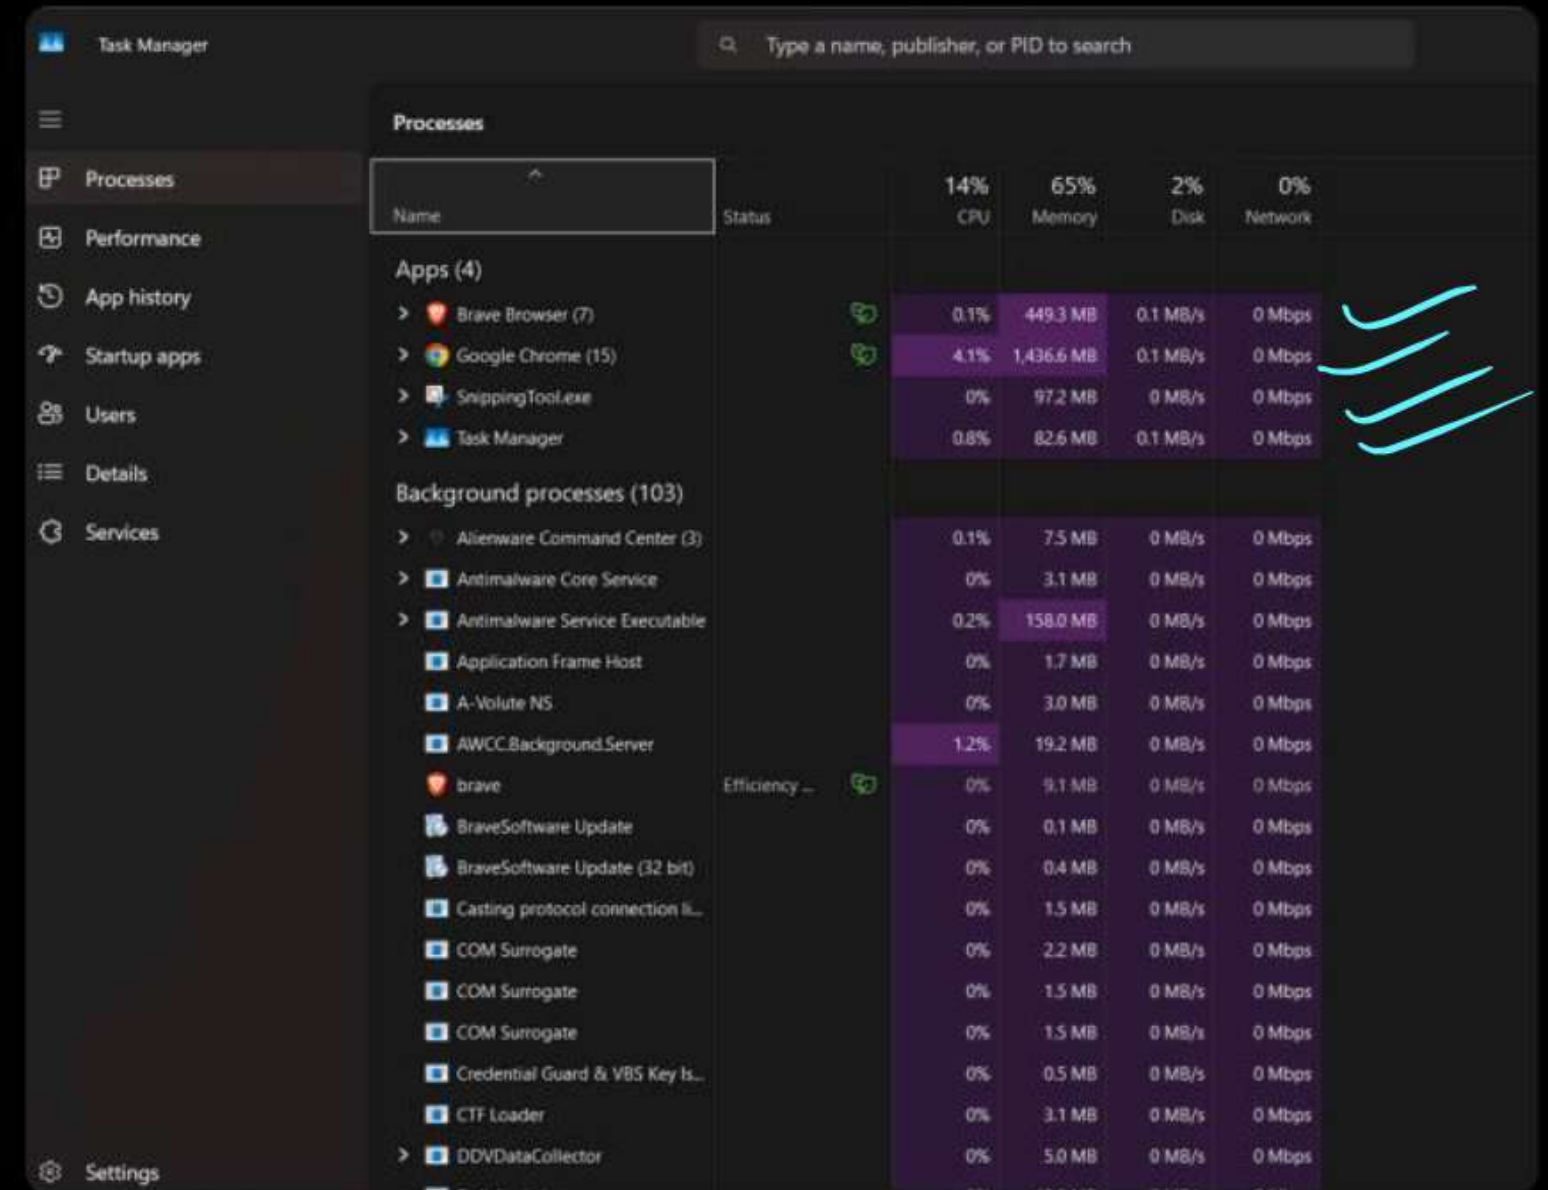 Task Manager
Type a name, publisher, or PID to search
Processes
Processes
Performance
App history
Startup apps
Users
Details
Services
Settings
14% 65% 2% 0%
Name Status CPU Memory Disk Network
Apps (4)
Brave Browser (7) 0.1% 449.3 MB 0.1 MB/s 0 Mbps
Google Chrome (15) 4.1% 1,436.6 MB 0.1 MB/s 0 Mbps
SnippingTool.exe 0% 97.2 MB 0 MB/s 0 Mbps
Task Manager 0.8% 82.6 MB 0.1 MB/s 0 Mbps
Background processes (103)
Alienware Command Center (3) 0.1% 7.5 MB 0 MB/s 0 Mbps
Antimalware Core Service 0% 3.1 MB 0 MB/s 0 Mbps
Antimalware Service Executable 0.2% 158.0 MB 0 MB/s 0 Mbps
Application Frame Host 0% 1.7 MB 0 MB/s 0 Mbps
A-Volute NS 0% 3.0 MB 0 MB/s 0 Mbps
AWCC.Background.Server 1.2% 19.2 MB 0 MB/s 0 Mbps
brave Efficiency ... 0% 9.1 MB 0 MB/s 0 Mbps
BraveSoftware Update 0% 0.1 MB 0 MB/s 0 Mbps
BraveSoftware Update (32 bit) 0% 0.4 MB 0 MB/s 0 Mbps
Casting protocol connection li... 0% 1.5 MB 0 MB/s 0 Mbps
COM Surrogate 0% 2.2 MB 0 MB/s 0 Mbps
COM Surrogate 0% 1.5 MB 0 MB/s 0 Mbps
COM Surrogate 0% 1.5 MB 0 MB/s 0 Mbps
Credential Guard & VBS Key Is... 0% 0.5 MB 0 MB/s 0 Mbps
CTF Loader 0% 3.1 MB 0 MB/s 0 Mbps
DDVDataCollector 0% 5.0 MB 0 MB/s 0 Mbps